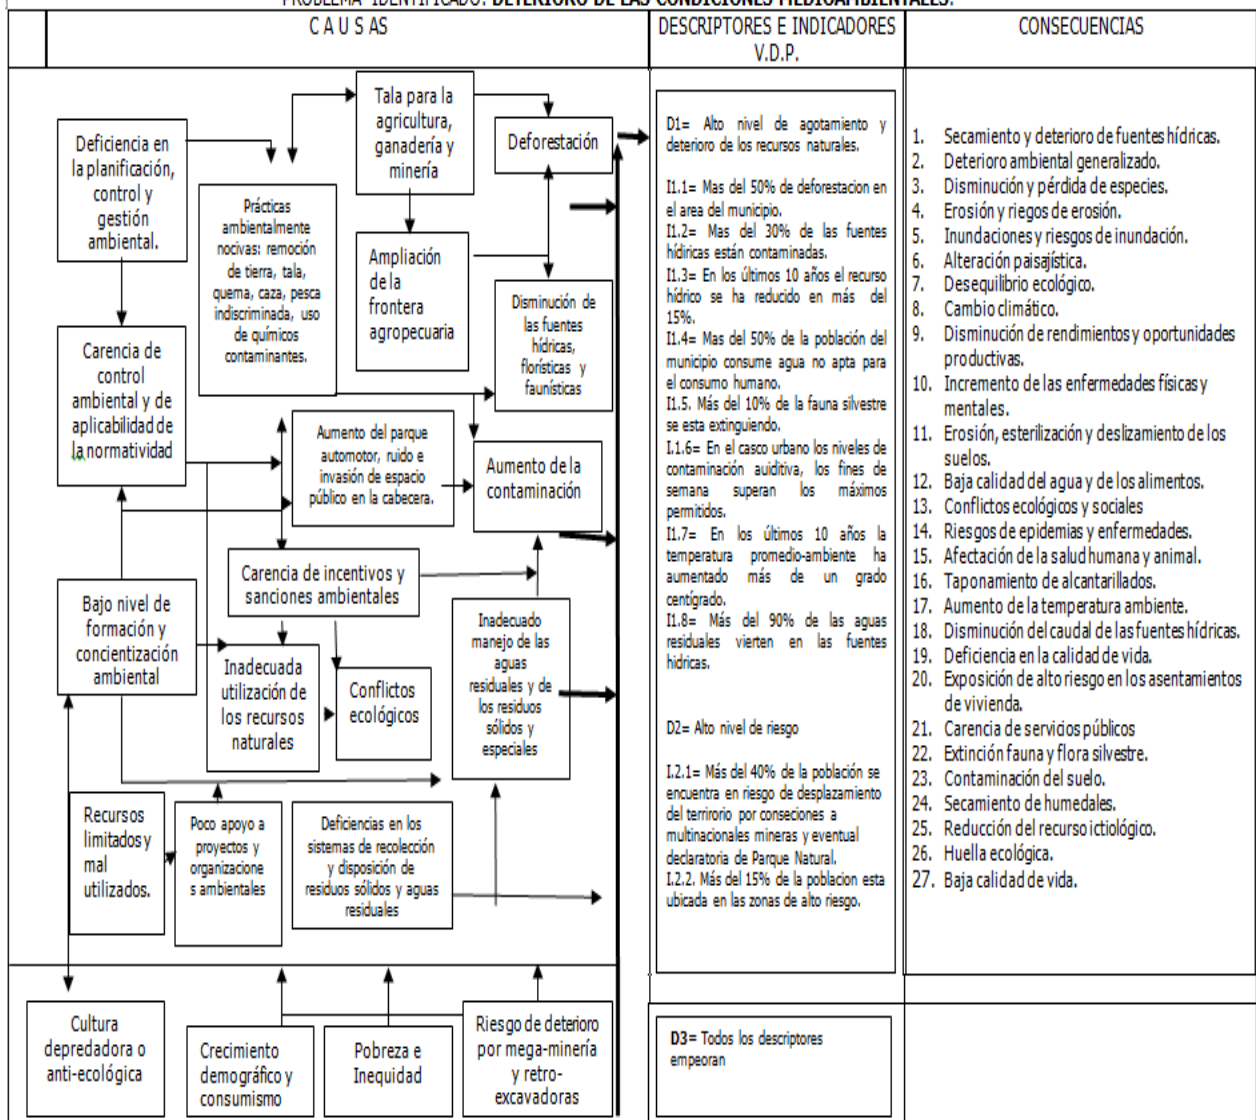 PROBLEMA IDENTIFICADO: DETERIORO DE LAS CONDICIONES MEDIOAMBIENTALES.
C A U S AS
DESCRIPTORES E INDICADORES
V.D.P.
CONSECUENCIAS
Deficiencia en
la planificación,
control y
gestión
ambiental.
Prácticas
ambientalmente
nocivas: remoción
de tierra, tala,
quema, caza, pesca
indiscriminada, uso
de químicos
contaminantes.
Tala para la
agricultura,
ganadería y
minería
Deforestación
Ampliación
de la
frontera
agropecuaria
Disminución de
las fuentes
hídricas,
florísticas y
faunísticas
Carencia de
control
ambiental y de
aplicabilidad de
la normatividad
Aumento del parque
automotor, ruido e
invasión de espacio
público en la cabecera.
Aumento de la
contaminación
Carencia de incentivos y
sanciones ambientales
Bajo nivel de
formación y
concientización
ambiental
Inadecuada
utilización de
los recursos
naturales
Conflictos
ecológicos
Inadecuado
manejo de las
aguas
residuales y de
los residuos
sólidos y
especiales
Recursos
limitados y
mal
utilizados.
Poco apoyo a
proyectos y
organizacione
s ambientales
Deficiencias en los
sistemas de recolección
y disposición de
residuos sólidos y aguas
residuales
Cultura
depredadora o
anti-ecológica
Crecimiento
demográfico y
consumismo
Pobreza e
Inequidad
Riesgo de deterioro
por mega-minería
y retro-
excavadoras
D1= Alto nivel de agotamiento y
deterioro de los recursos naturales.
I1.1= Mas del 50% de deforestacion en
el area del municipio.
I1.2= Mas del 30% de las fuentes
hídiricas están contaminadas.
I1.3= En los últimos 10 años el recurso
hídrico se ha reducido en más del
15%.
I1.4= Mas del 50% de la población del
municipio consume agua no apta para
el consumo humano.
I1.5. Más del 10% de la fauna silvestre
se esta extinguiendo.
I.1.6= En el casco urbano los niveles de
contaminación auiditiva, los fines de
semana superan los máximos
permitidos.
I1.7= En los últimos 10 años la
temperatura promedio-ambiente ha
aumentado más de un grado
centígrado.
I1.8= Más del 90% de las aguas
residuales vierten en las fuentes
hidricas.
D2= Alto nivel de riesgo
I.2.1= Más del 40% de la población se
encuentra en riesgo de desplazamiento
del terrirorio por conseciones a
multinacionales mineras y eventual
declaratoria de Parque Natural.
I.2.2. Más del 15% de la poblacion esta
ubicada en las zonas de alto riesgo.
D3= Todos los descriptores
empeoran
1. Secamiento y deterioro de fuentes hídricas.
2. Deterioro ambiental generalizado.
3. Disminución y pérdida de especies.
4. Erosión y riegos de erosión.
5. Inundaciones y riesgos de inundación.
6. Alteración paisajística.
7. Desequilibrio ecológico.
8. Cambio climático.
9. Disminución de rendimientos y oportunidades
productivas.
10. Incremento de las enfermedades físicas y
mentales.
11. Erosión, esterilización y deslizamiento de los
suelos.
12. Baja calidad del agua y de los alimentos.
13. Conflictos ecológicos y sociales
14. Riesgos de epidemias y enfermedades.
15. Afectación de la salud humana y animal.
16. Taponamiento de alcantarillados.
17. Aumento de la temperatura ambiente.
18. Disminución del caudal de las fuentes hídricas.
19. Deficiencia en la calidad de vida.
20. Exposición de alto riesgo en los asentamientos
de vivienda.
21. Carencia de servicios públicos
22. Extinción fauna y flora silvestre.
23. Contaminación del suelo.
24. Secamiento de humedales.
25. Reducción del recurso ictiológico.
26. Huella ecológica.
27. Baja calidad de vida.